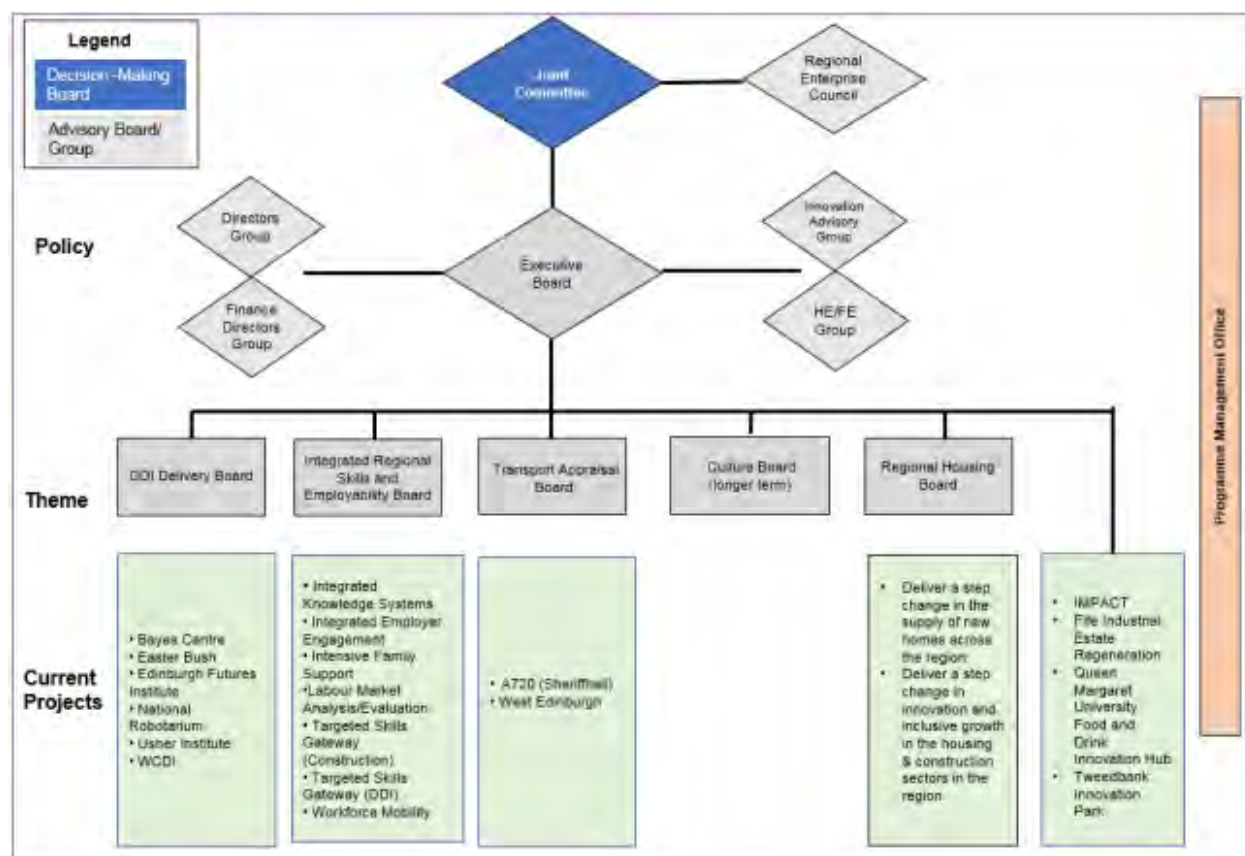 Legend
Decision -Making
Board
Advisory Board/
Group
Joint
Committee
Regional
Enterprise
Council
Policy
Directors
Group
Finance
Directors
Group
Executive
Board
Innovation
Advisory
Group
HE/FE
Group
Programme Management Office
Theme
DDI Delivery Board
Integrated Regional
Skills and
Employability Board
Transport Appraisal
Board
Culture Board
(longer term)
Regional Housing
Board
Current
Projects
• Bayes Centre
• Easter Bush
• Edinburgh Futures
Institute
• National
Robotarium
• Usher Institute
• WCDI
• Integrated
Knowledge Systems
• Integrated Employer
Engagement
• Intensive Family
Support
•Labour Market
Analysis/Evaluation
• Targeted Skills
Gateway
(Construction)
• Targeted Skills
Gateway (DDI)
• Workforce Mobility
• A720 (Sheriffhall)
• West Edinburgh
• Deliver a step
change in the
supply of new
homes across
the region
• Deliver a step
change in
innovation and
inclusive growth
in the housing
& construction
sectors in the
region
• IMPACT
• Fife Industrial
Estate
Regeneration
• Queen
Margaret
University
Food and
Drink
Innovation Hub
• Tweedbank
Innovation
Park